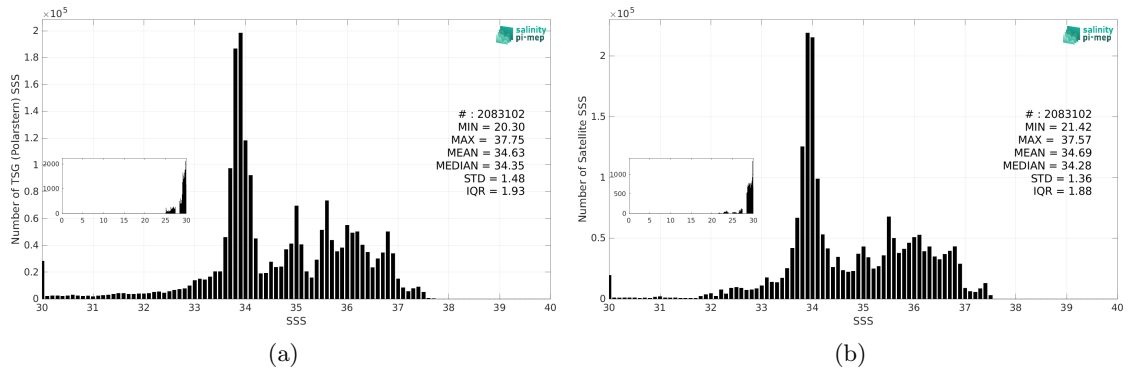 ×10⁵
salinity
pi-mep
2
1.8
1.6
1.4
1.2
1
0.8
0.6
0.4
0.2
0
Number of TSG (Polarstern) SSS
# : 2083102
MIN = 20.30
MAX = 37.75
MEAN = 34.63
MEDIAN = 34.35
STD = 1.48
IQR = 1.93
2000
1000
0
0 5 10 15 20 25 30
30 31 32 33 34 35 36 37 38 39 40
SSS
(a)
×10⁵
salinity
pi-mep
2
1.5
1
0.5
0
Number of Satellite SSS
# : 2083102
MIN = 21.42
MAX = 37.57
MEAN = 34.69
MEDIAN = 34.28
STD = 1.36
IQR = 1.88
1000
500
0
0 5 10 15 20 25 30
30 31 32 33 34 35 36 37 38 39 40
SSS
(b)